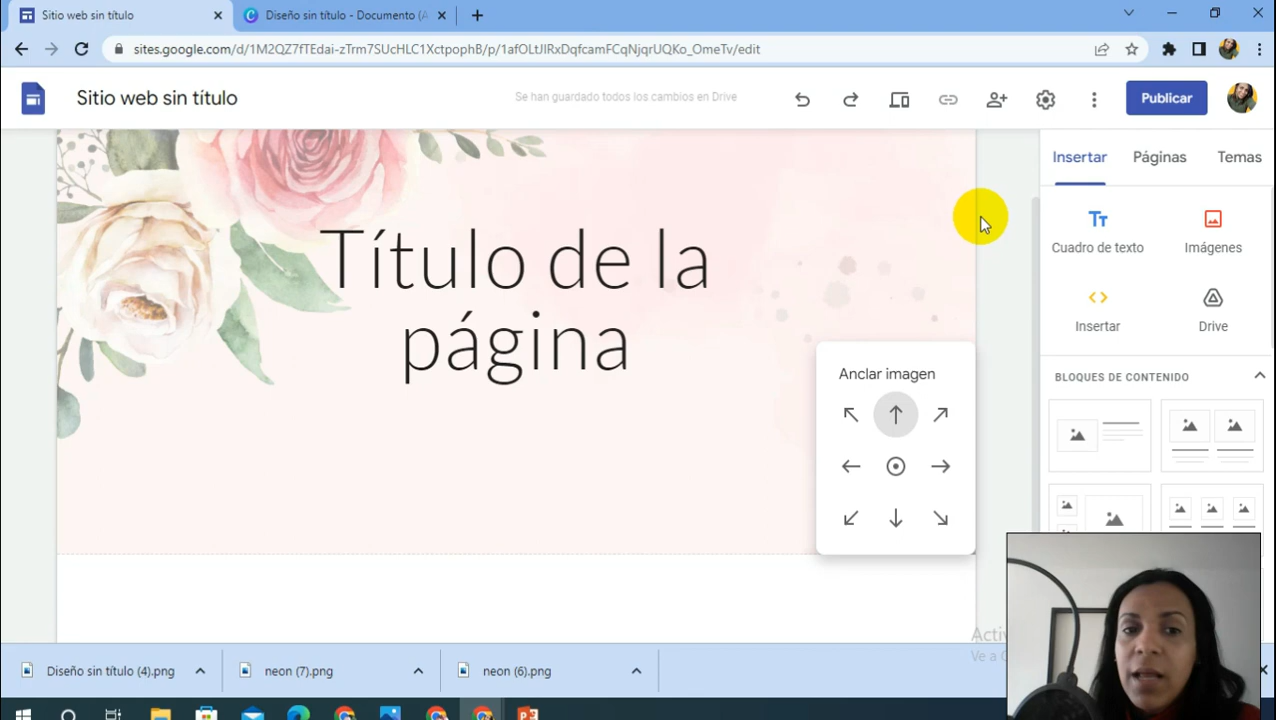 Sitio web sin título
Diseño sin título - Documento (A
sites.google.com/d/1M2QZ7fTEdai-zTrm7SUcHLC1XctpophB/p/1afOLtJIRxDqfcamFCqNjqrUQKo_OmeTv/edit
Sitio web sin título
Se han guardado todos los cambios en Drive
Publicar
Insertar
Páginas
Temas
Tт
Cuadro de texto
Imágenes
Insertar
Drive
Título de la
página
Anclar imagen
BLOQUES DE CONTENIDO
Activ
Ve a C
Diseño sin título (4).png
neon (7).png
neon (6).png